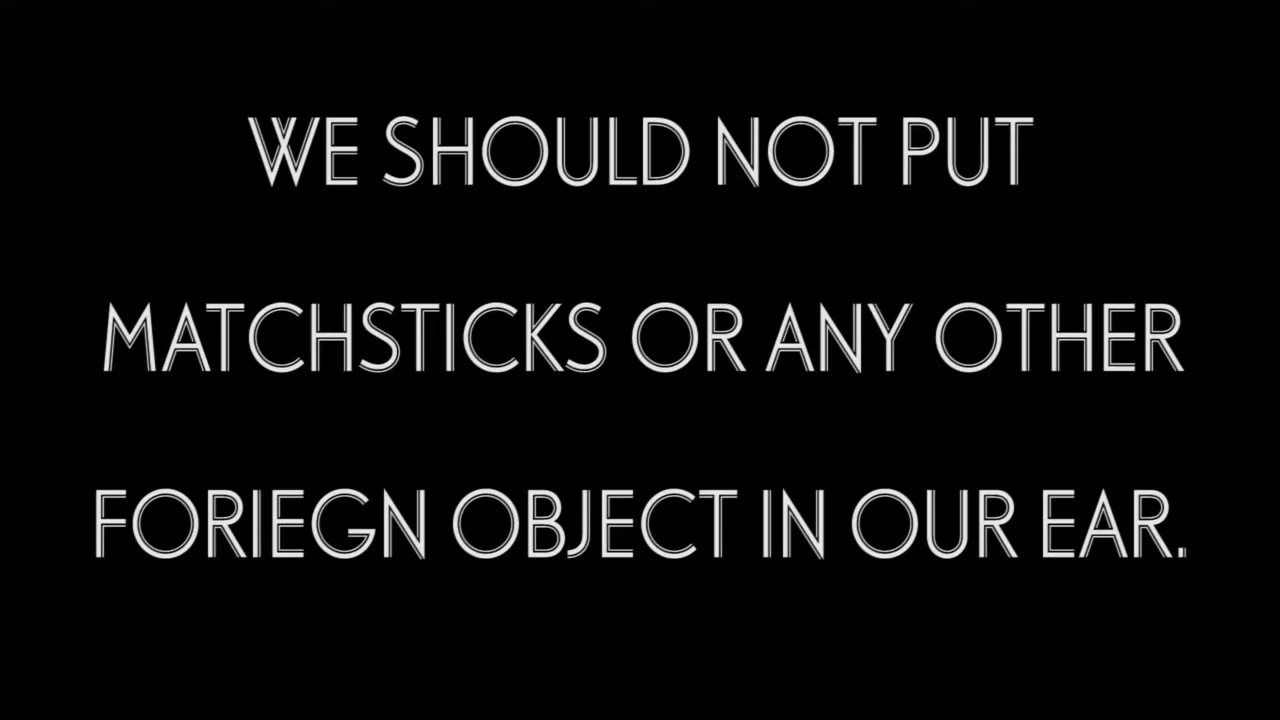 WE SHOULD NOT PUT
MATCHSTICKS OR ANY OTHER
FORIEGN OBJECT IN OUR EAR.